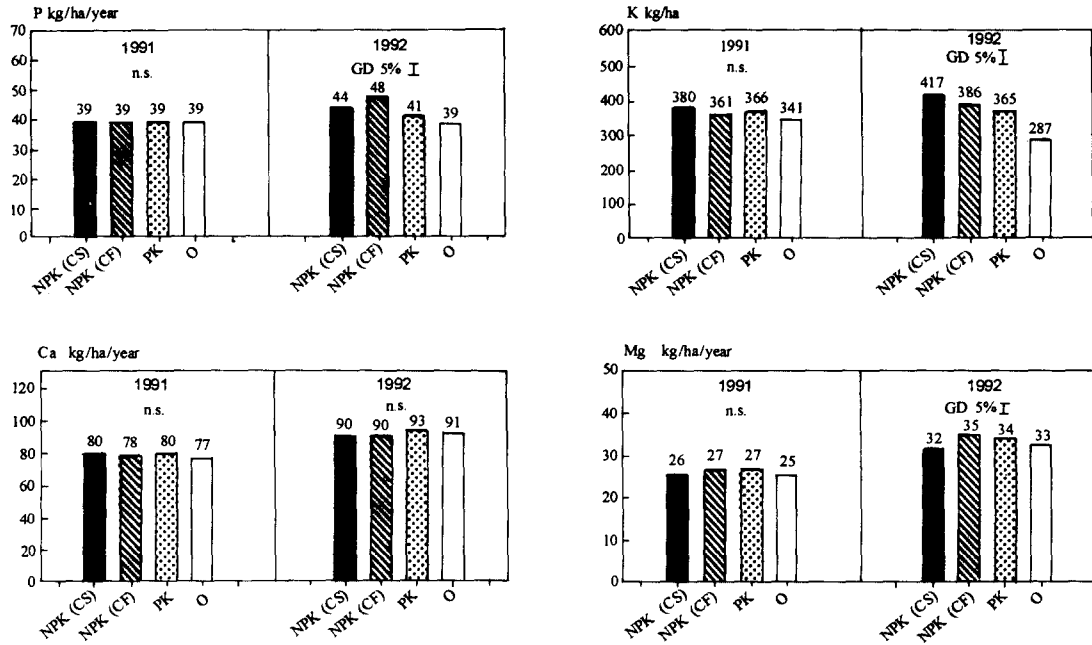 P kg/ha/year
70
60
50
40
30
20
10
0
1991
n.s.
39 39 39 39
1992
GD 5%
44 48 41 39
NPK (CS) NPK (CF) PK O NPK (CS) NPK (CF) PK O
K kg/ha
600
500
400
300
200
100
0
1991
n.s.
380 361 366 341
1992
GD 5%
417 386 365 287
NPK (CS) NPK (CF) PK O NPK (CS) NPK (CF) PK O
Ca kg/ha/year
120
100
80
60
40
20
0
1991
n.s.
80 78 80 77
1992
n.s.
90 90 93 91
NPK (CS) NPK (CF) PK O NPK (CS) NPK (CF) PK O
Mg kg/ha/year
50
40
30
20
10
0
1991
n.s.
26 27 27 25
1992
GD 5%
32 35 34 33
NPK (CS) NPK (CF) PK O NPK (CS) NPK (CF) PK O